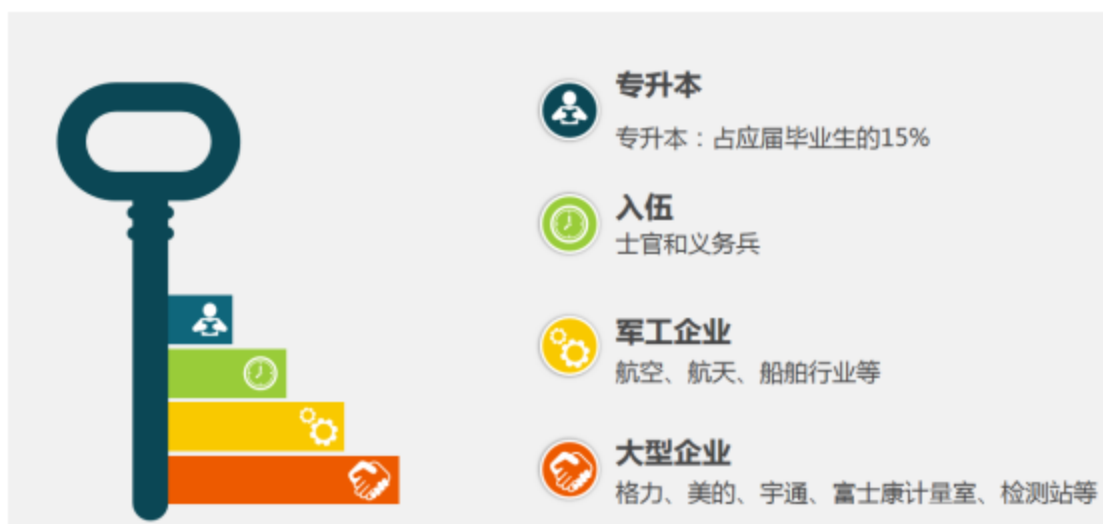 专升本
专升本：占应届毕业生的15%
入伍
士官和义务兵
军工企业
航空、航天、船舶行业等
大型企业
格力、美的、宇通、富士康计量室、检测站等